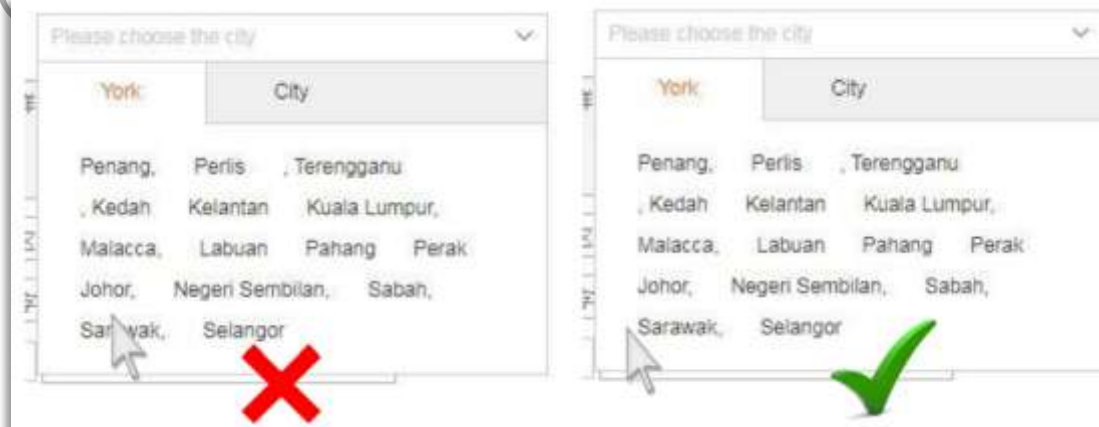 Please choose the city
York City
Penang, Perlis , Terengganu
, Kedah Kelantan Kuala Lumpur,
Malacca, Labuan Pahang Perak
Johor, Negeri Sembilan, Sabah,
Selangor
Please choose the city
York City
Penang, Perlis , Terengganu
, Kedah Kelantan Kuala Lumpur,
Malacca, Labuan Pahang Perak
Johor, Negeri Sembilan, Sabah,
Sarawak, Selangor